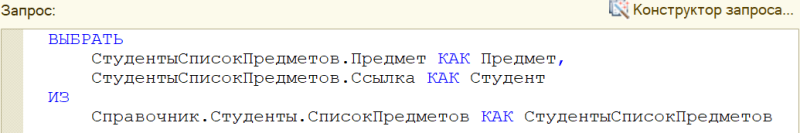 Запрос:
Конструктор запроса...
ВЫБРАТЬ
СтудентыСписокПредметов.Предмет КАК Предмет,
СтудентыСписокПредметов.Ссылка КАК Студент
ИЗ
Справочник.Студенты.СписокПредметов КАК СтудентыСписокПредметов